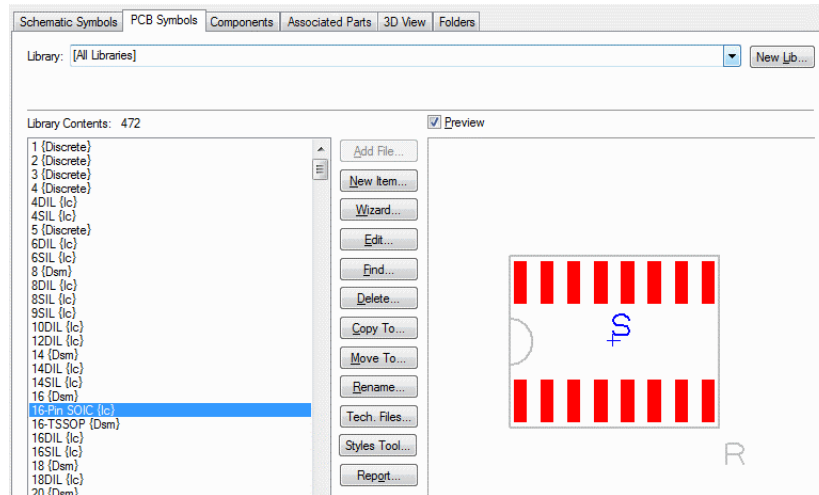 Schematic Symbols PCB Symbols Components Associated Parts 3D View Folders
Library: [All Libraries] New Lib...
Library Contents: 472
Preview
1 {Discrete}
2 {Discrete}
3 {Discrete}
4 {Discrete}
4DIL {Ic}
4SIL {Ic}
5 {Discrete}
6DIL {Ic}
6SIL {Ic}
8 {Dsm}
8DIL {Ic}
8SIL {Ic}
9SIL {Ic}
10DIL {Ic}
12DIL {Ic}
14 {Dsm}
14DIL {Ic}
14SIL {Ic}
16 {Dsm}
16-Pin SOIC {Ic}
16-TSSOP {Dsm}
16DIL {Ic}
16SIL {Ic}
18 {Dsm}
18DIL {Ic}
20 {Dsm}
Add File...
New Item...
Wizard...
Edit...
Find...
Delete...
Copy To...
Move To...
Rename...
Tech. Files...
Styles Tool...
Report...
S
R